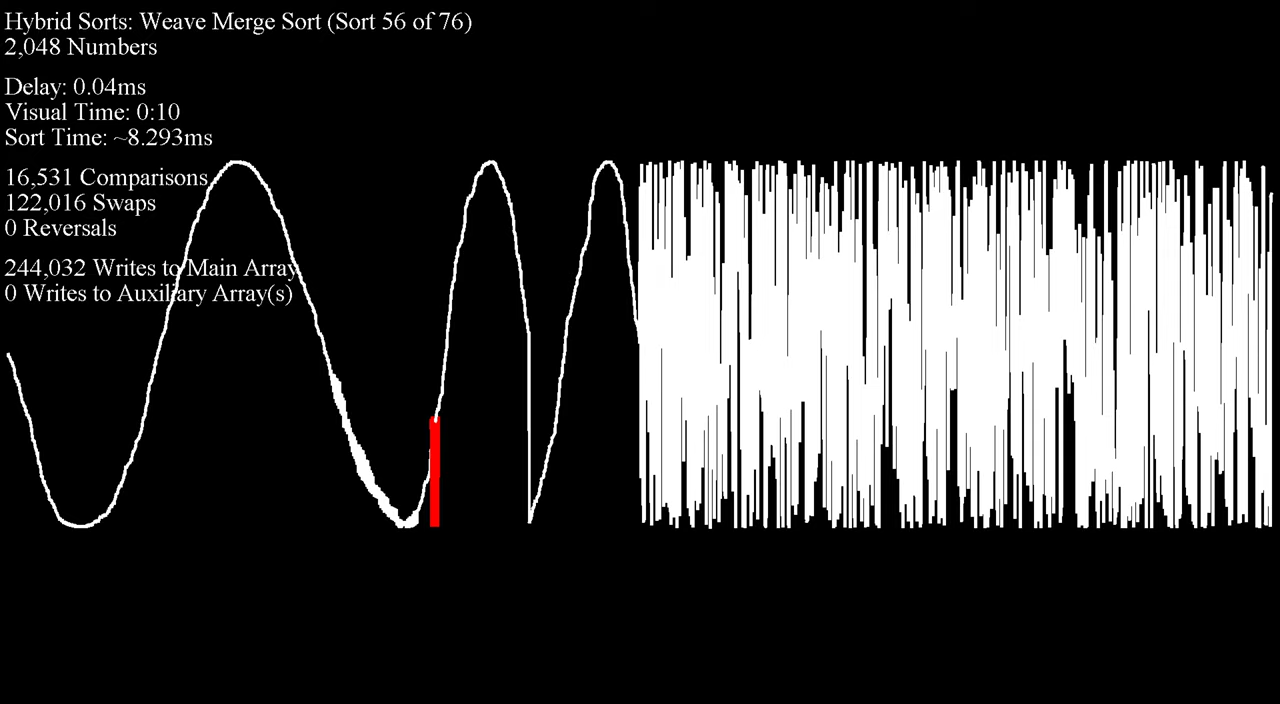 Hybrid Sorts: Weave Merge Sort (Sort 56 of 76)
2,048 Numbers
Delay: 0.04ms
Visual Time: 0:10
Sort Time: ~8.293ms
16,531 Comparisons
122,016 Swaps
0 Reversals
244,032 Writes to Main Array
0 Writes to Auxiliary Array(s)